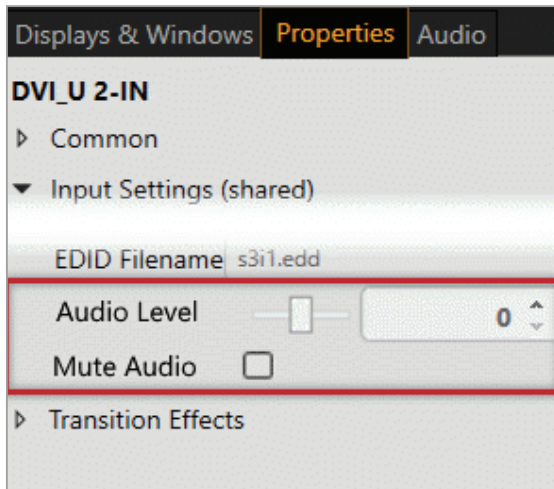 Displays & Windows Properties Audio
DVI_U 2-IN
Common
Input Settings (shared)
EDID Filename s3i1.edd
Audio Level 0
Mute Audio
Transition Effects